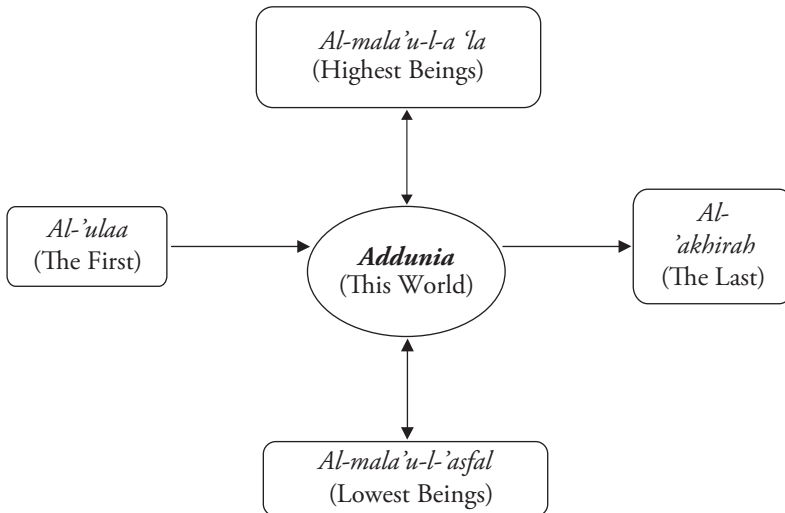 Al-mala’u-l-a ‘la
(Highest Beings)
Al-’ulaa
(The First)
Addunia
(This World)
Al-
’akhirah
(The Last)
Al-mala’u-l-’asfal
(Lowest Beings)